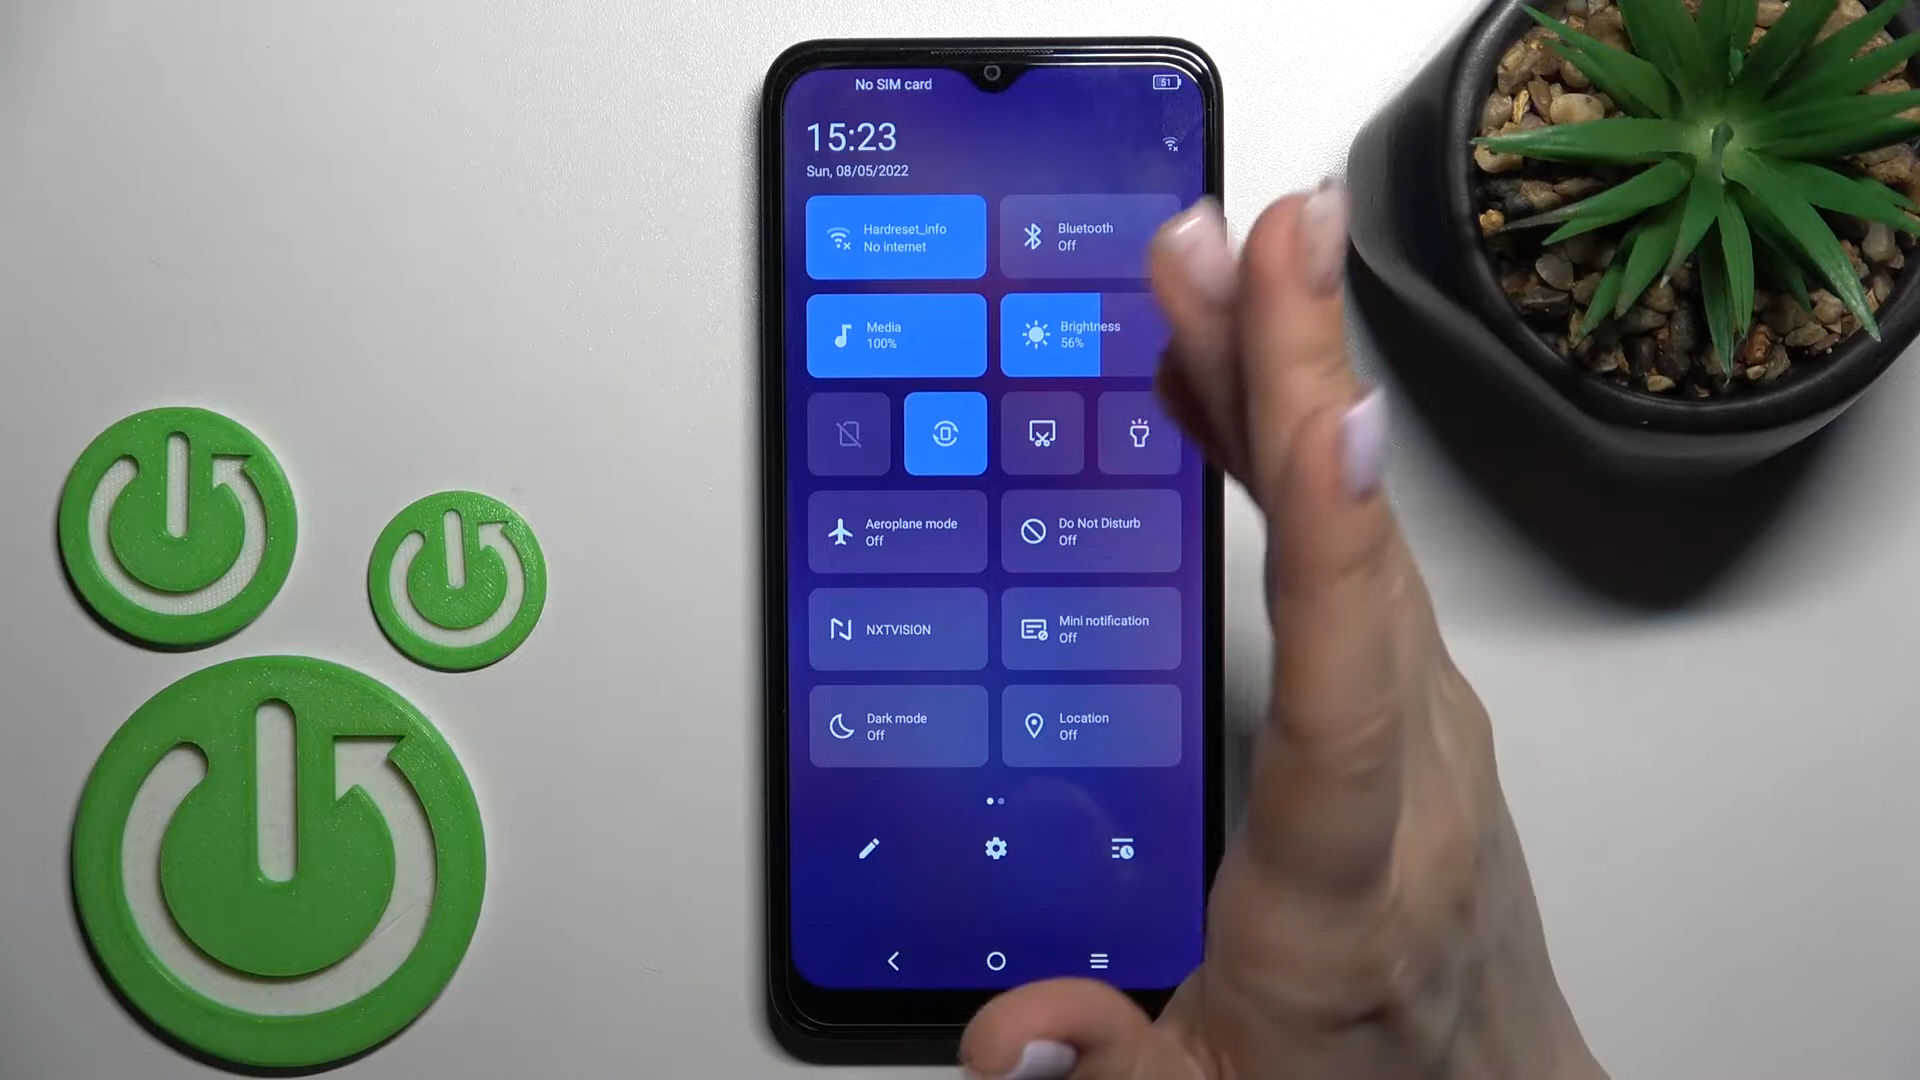 No SIM card
51
15:23
Sun, 08/05/2022
Hardreset_info
No internet
Bluetooth
Off
Media
100%
Brightness
56%
Aeroplane mode
Off
Do Not Disturb
Off
NXTVISION
Mini notification
Off
Dark mode
Off
Location
Off